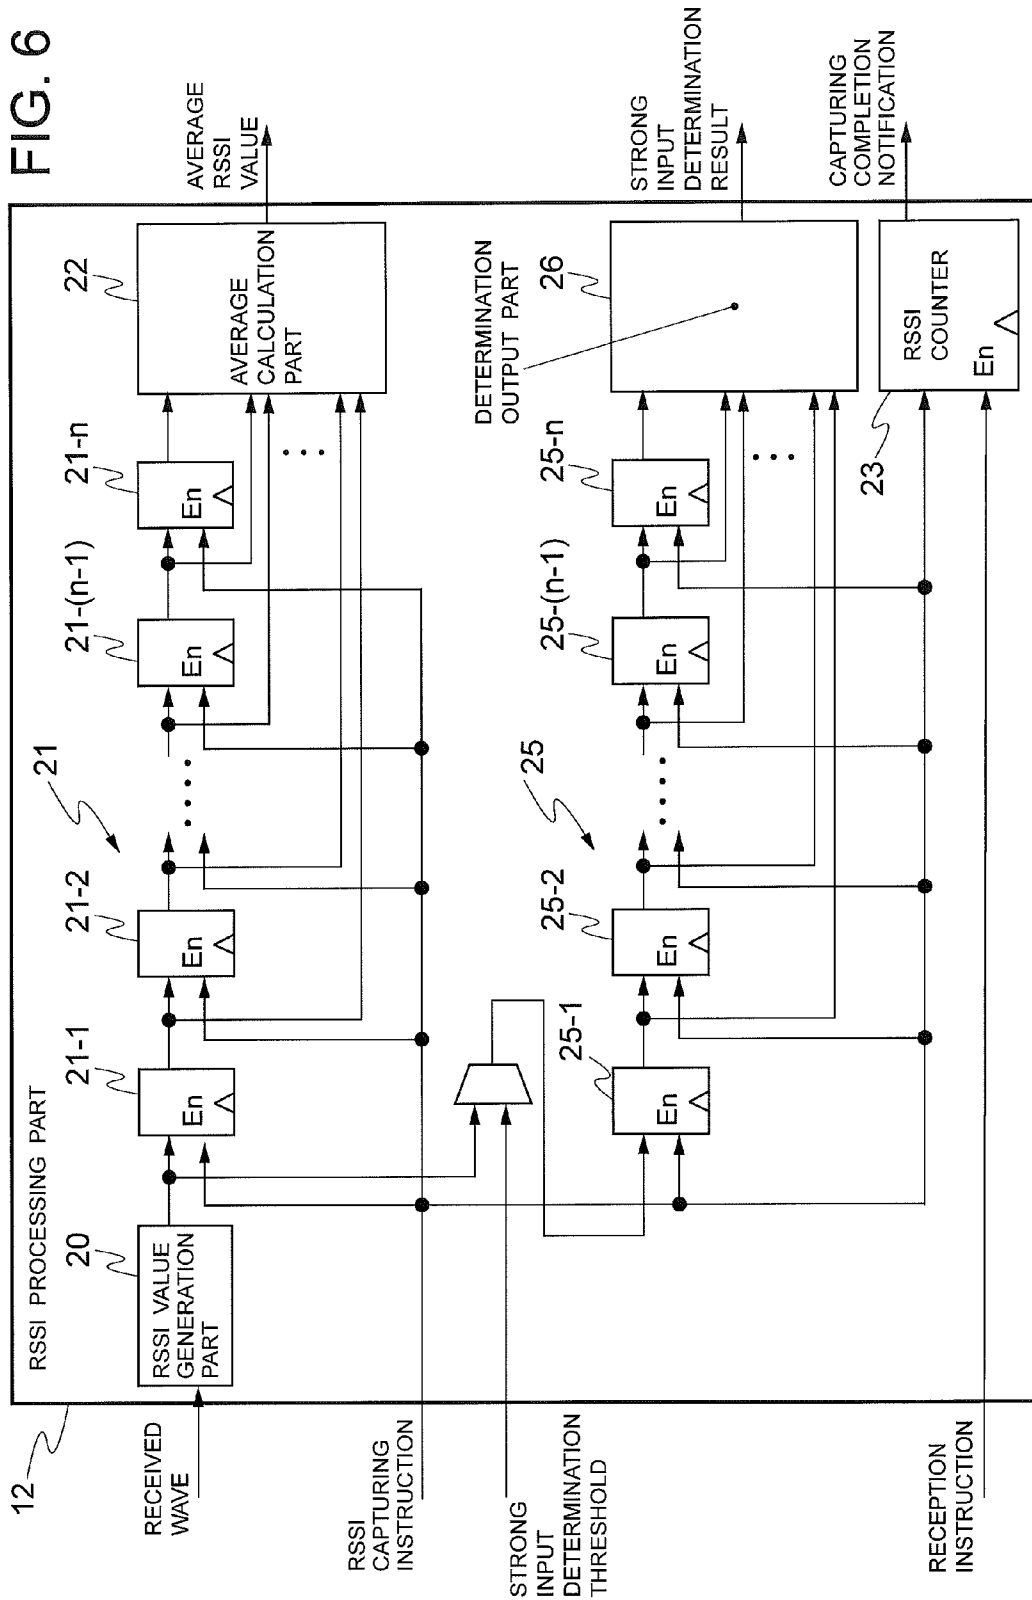 FIG. 6
12
RSSI PROCESSING PART
RECEIVED
WAVE
20
RSSI VALUE
GENERATION
PART
21
21-1
En
21-2
En
21-(n-1)
En
21-n
En
22
AVERAGE
CALCULATION
PART
AVERAGE
RSSI
VALUE
RSSI
CAPTURING
INSTRUCTION
STRONG
INPUT
DETERMINATION
THRESHOLD
25
25-1
En
25-2
En
25-(n-1)
En
25-n
En
DETERMINATION
OUTPUT PART
26
STRONG
INPUT
DETERMINATION
RESULT
23
RSSI
COUNTER
En
CAPTURING
COMPLETION
NOTIFICATION
RECEPTION
INSTRUCTION